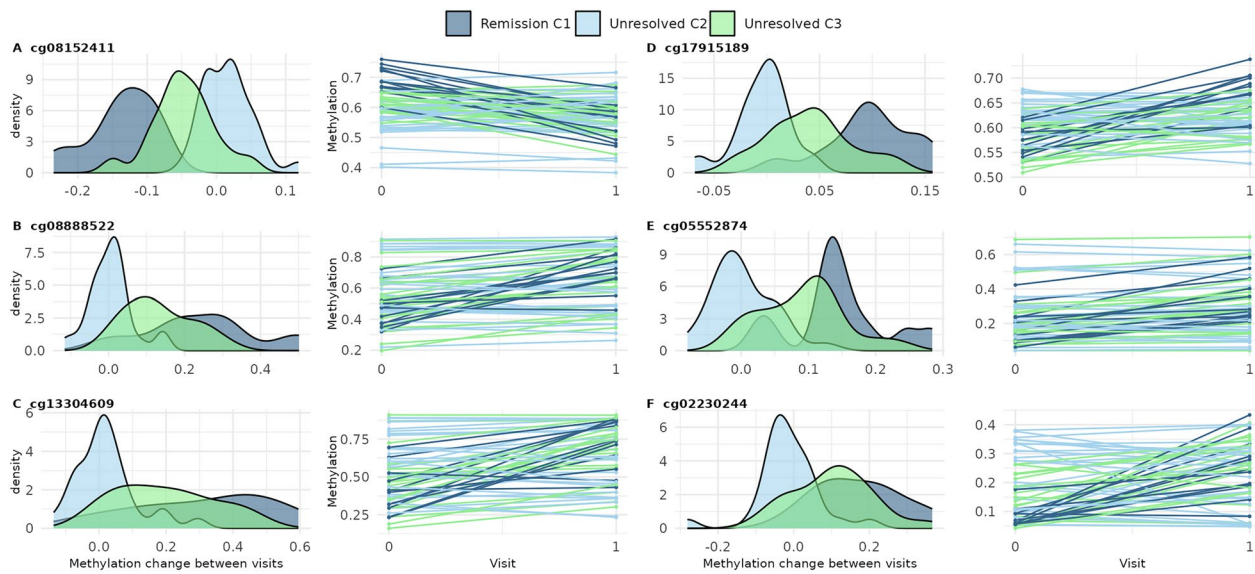 Remission C1 Unresolved C2 Unresolved C3
A cg08152411
density
9
6
3
0
-0.2 -0.1 0.0 0.1
Methylation
0.7
0.6
0.5
0.4
0 1
D cg17915189
15
10
5
0
-0.05 0.05 0.15
0.70
0.65
0.60
0.55
0.50
0 1
B cg08888522
density
7.5
5.0
2.5
0.0
0.0 0.2 0.4
Methylation
0.8
0.6
0.4
0.2
0 1
E cg05552874
9
6
3
0
0.0 0.1 0.2 0.3
0.6
0.4
0.2
0 1
C cg13304609
density
6
4
2
0
0.0 0.2 0.4 0.6
Methylation change between visits
Methylation
0.75
0.50
0.25
0 1
Visit
F cg02230244
6
4
2
0
-0.2 0.0 0.2
Methylation change between visits
0.4
0.3
0.2
0.1
0 1
Visit